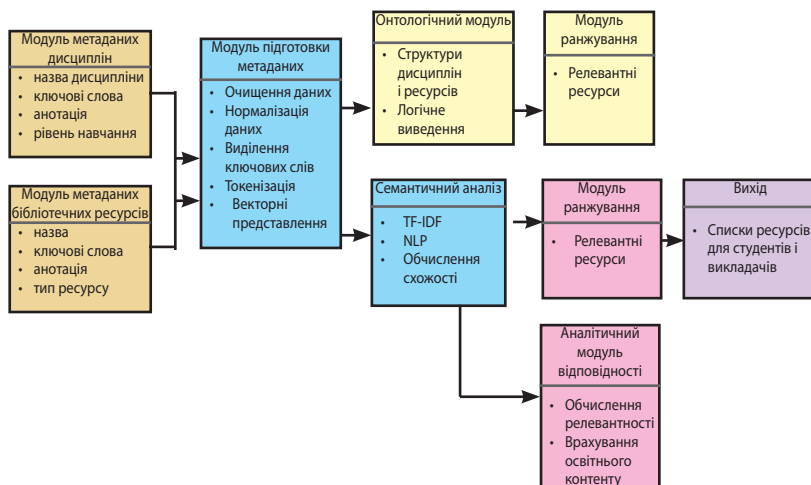 Модуль метаданих
дисциплін
• назва дисципліни
• ключові слова
• анотація
• рівень навчання
Модуль метаданих
бібліотечних ресурсів
• назва
• ключові слова
• анотація
• тип ресурсу
Модуль підготовки
метаданих
• Очищення даних
• Нормалізація
даних
• Виділення
ключових слів
• Токенізація
• Векторні
представлення
Онтологічний модуль
• Структури
дисциплін
і ресурсів
• Логічне
виведення
Модуль
ранжування
• Релевантні
ресурси
Семантичний аналіз
• TF-IDF
• NLP
• Обчислення
схожості
Модуль
ранжування
• Релевантні
ресурси
Вихід
• Списки ресурсів
для студентів і
викладачів
Аналітичний
модуль
відповідності
• Обчислення
релевантності
• Врахування
освітнього
контенту